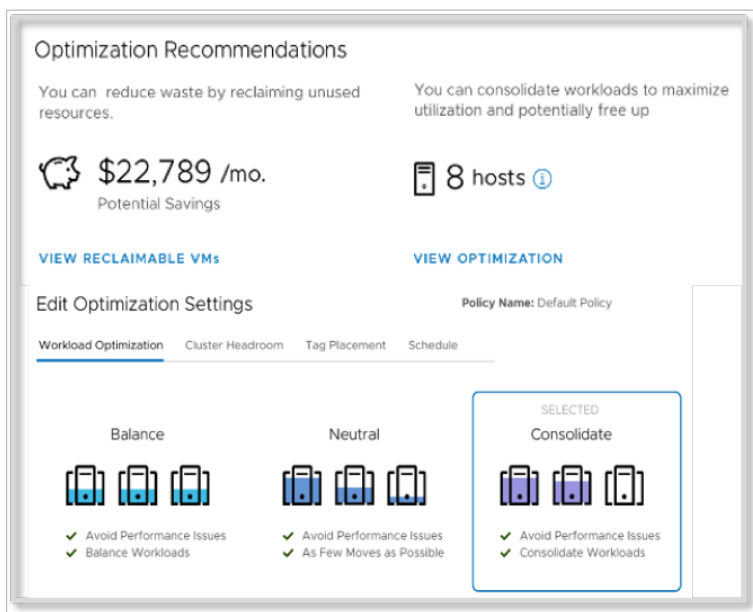 Optimization Recommendations
You can reduce waste by reclaiming unused
resources.
You can consolidate workloads to maximize
utilization and potentially free up
$22,789 /mo.
Potential Savings
8 hosts
VIEW RECLAIMABLE VMs
VIEW OPTIMIZATION
Edit Optimization Settings
Policy Name: Default Policy
Workload Optimization Cluster Headroom Tag Placement Schedule
Balance
Avoid Performance Issues
Balance Workloads
Neutral
Avoid Performance Issues
As Few Moves as Possible
SELECTED
Consolidate
Avoid Performance Issues
Consolidate Workloads